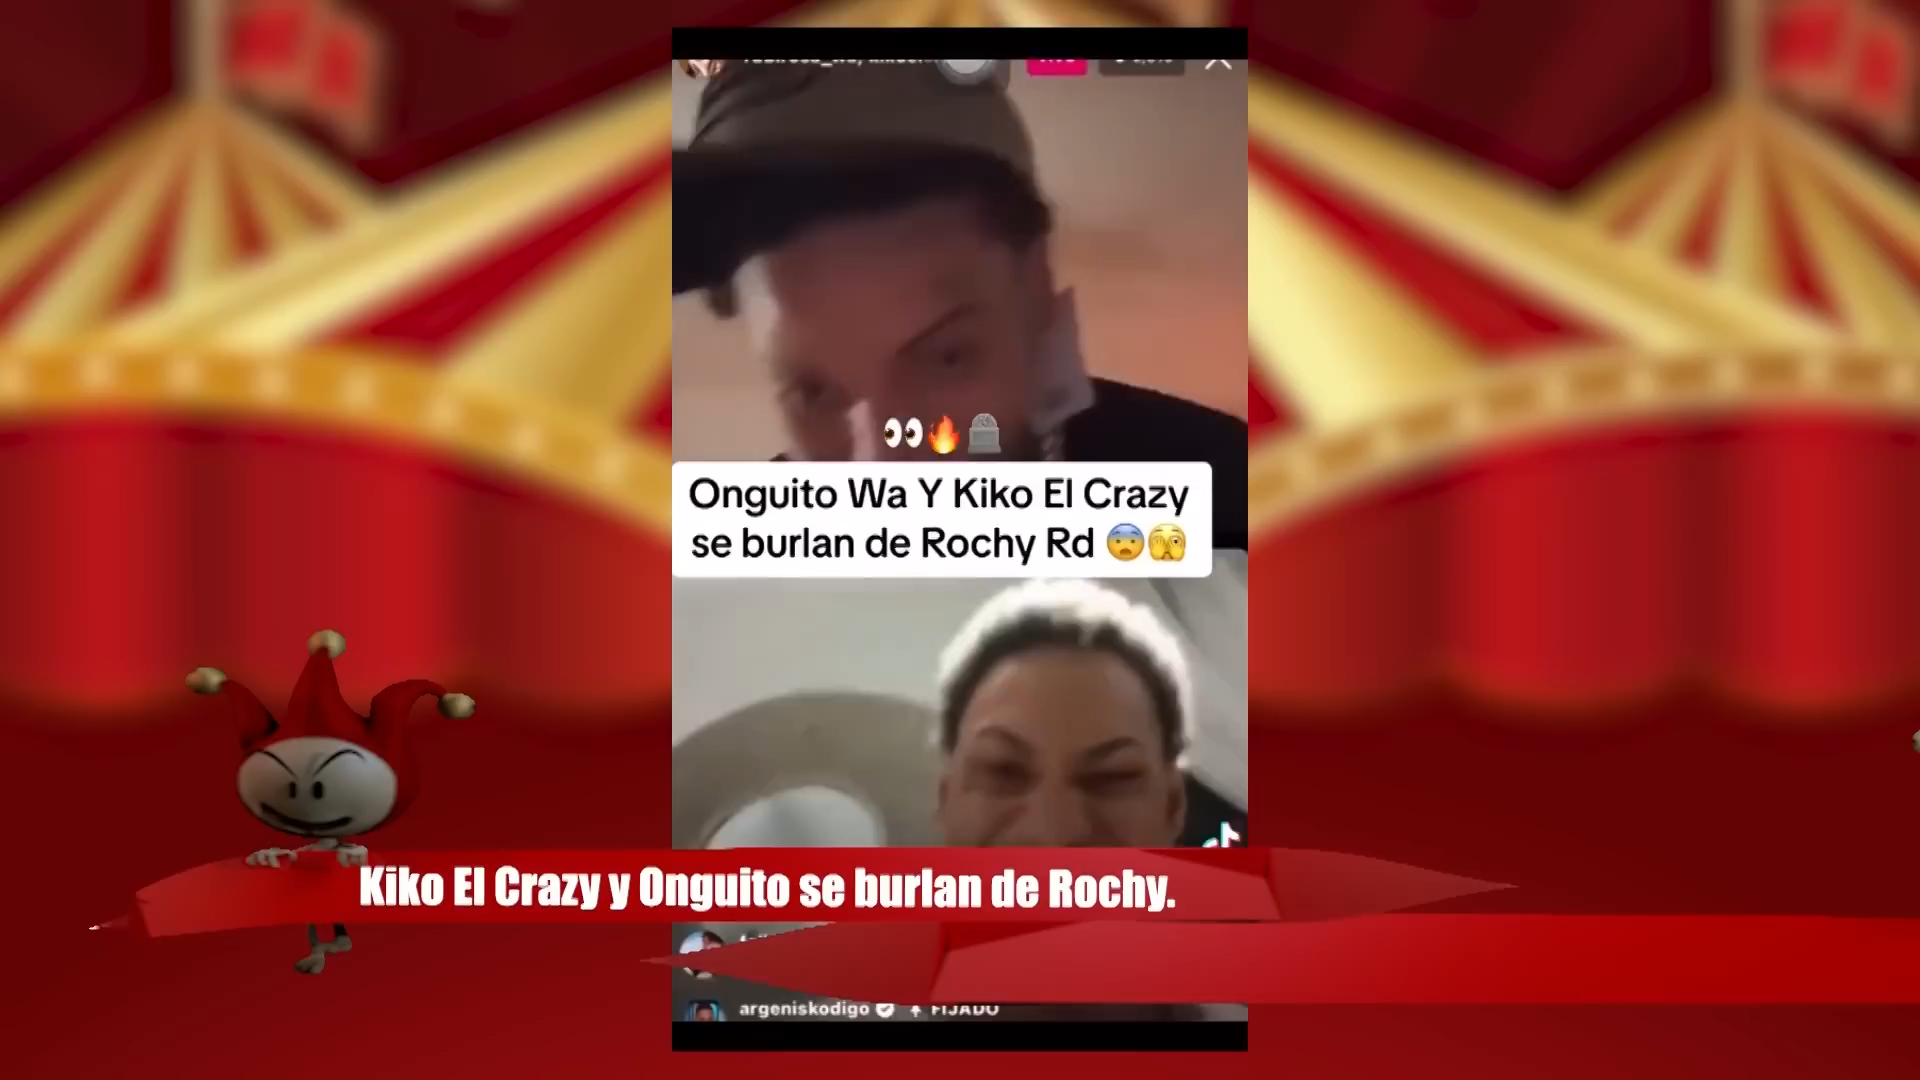 Onguito Wa Y Kiko El Crazy
se burlan de Rochy Rd
Kiko El Crazy y Onguito se burlan de Rochy.
argeniskodigo FIJADO